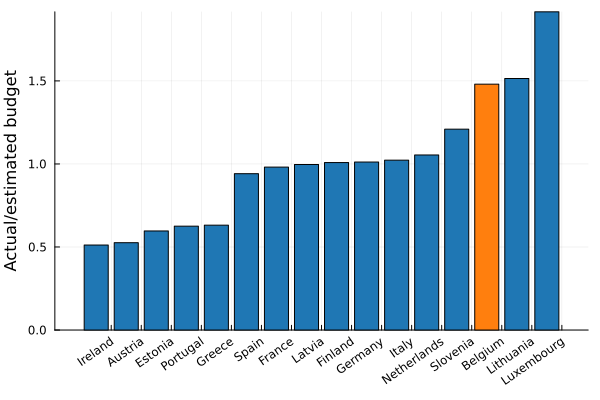 Actual/estimated budget
1.5
1.0
0.5
0.0
Ireland
Austria
Estonia
Portugal
Greece
Spain
France
Latvia
Finland
Germany
Italy
Netherlands
Slovenia
Belgium
Lithuania
Luxembourg